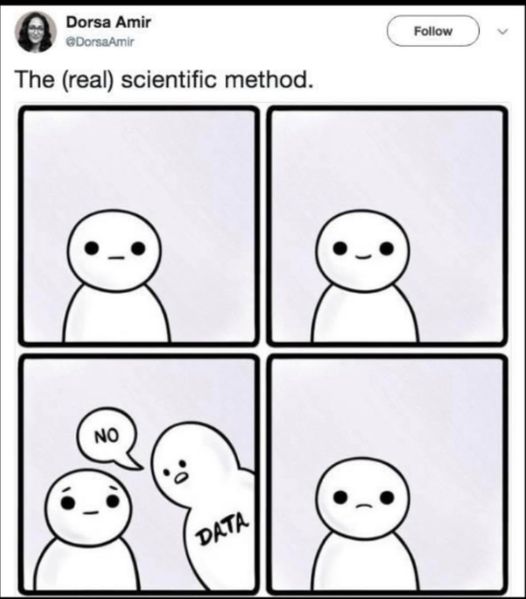 Dorsa Amir
@DorsaAmir
Follow
The (real) scientific method.
NO
DATA